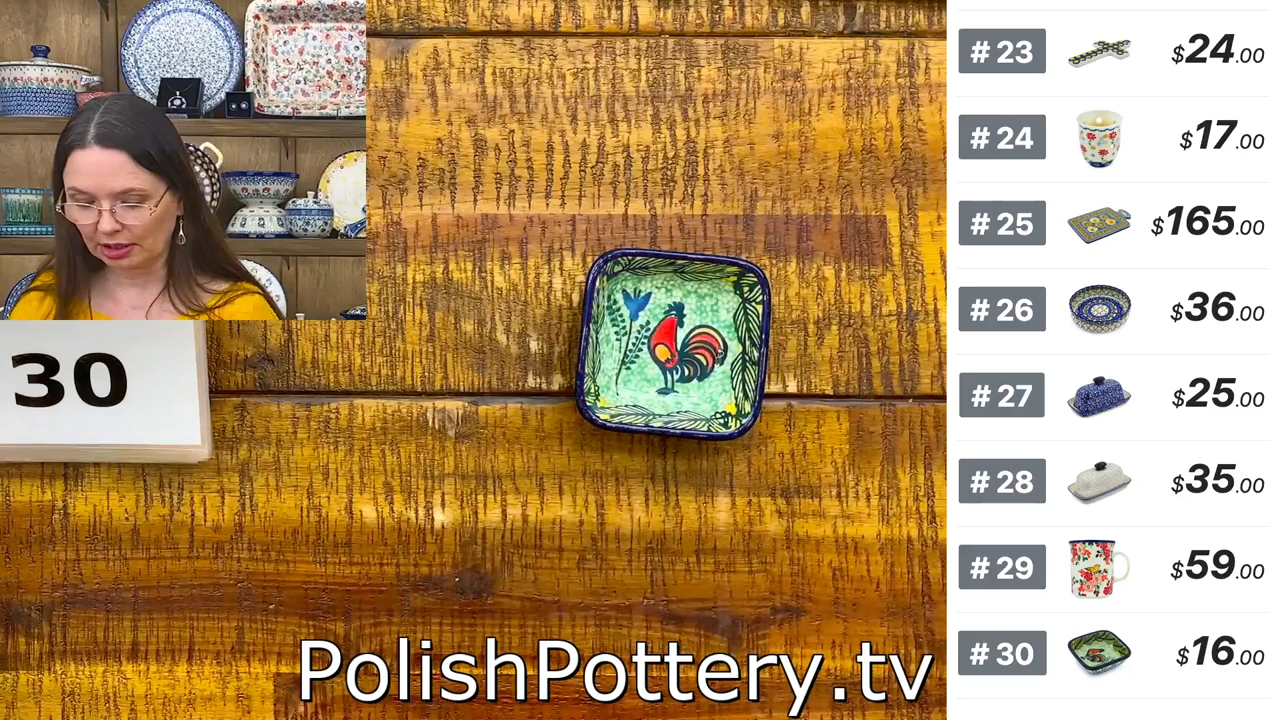 30
PolishPottery.tv
# 23 $24.00
# 24 $17.00
# 25 $165.00
# 26 $36.00
# 27 $25.00
# 28 $35.00
# 29 $59.00
# 30 $16.00